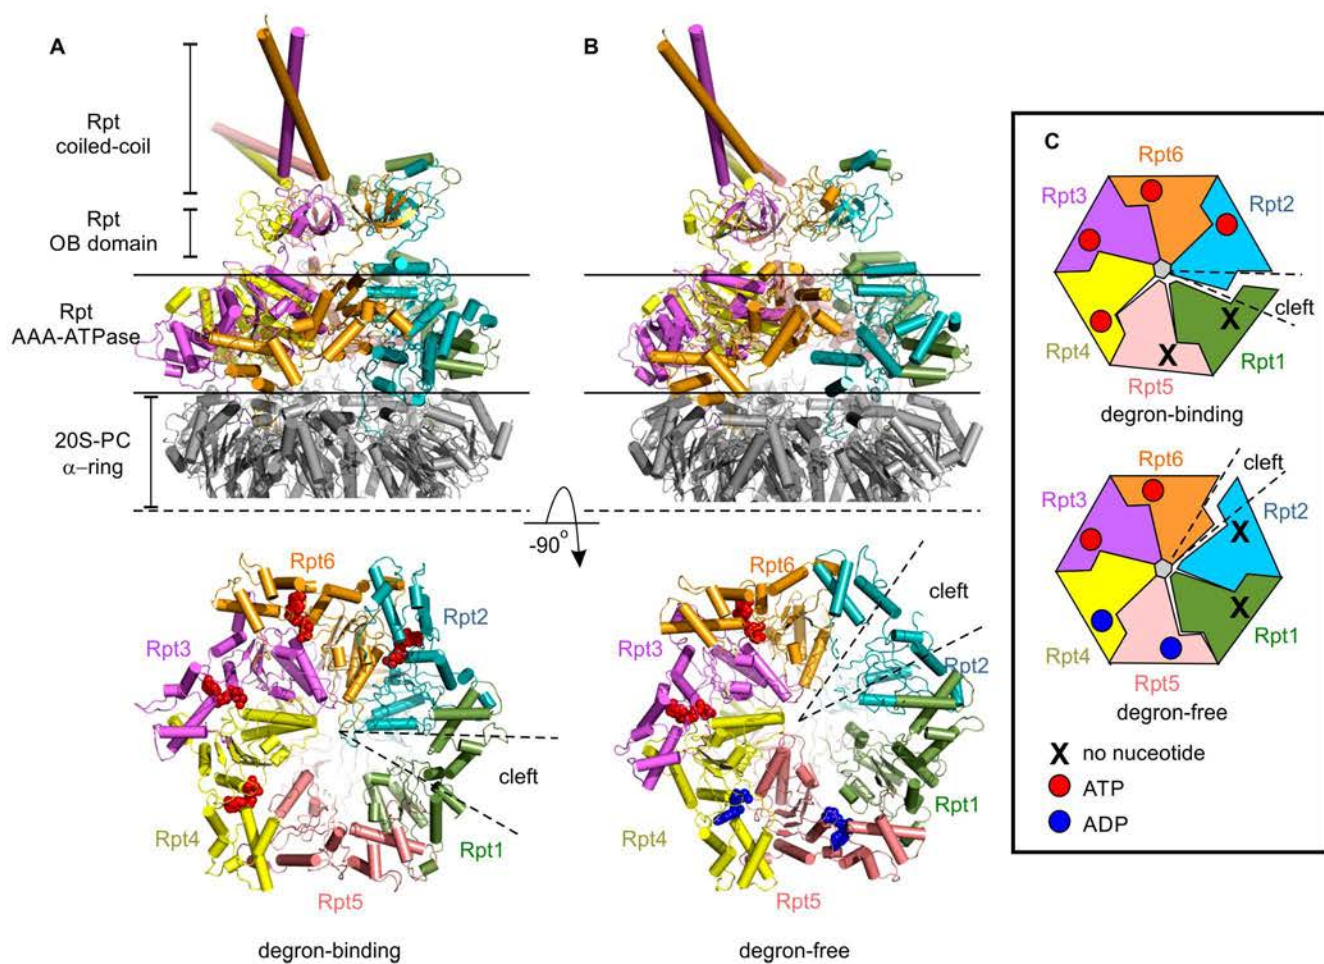 A
Rpt
coiled-coil
Rpt
OB domain
Rpt
AAA-ATPase
20S-PC
α–ring
B
-90°
Rpt6
Rpt2
Rpt3
cleft
Rpt4
Rpt1
Rpt5
degron-binding
Rpt6
cleft
Rpt3
Rpt2
Rpt4
Rpt1
Rpt5
degron-free
C
Rpt6
Rpt3
Rpt2
cleft
Rpt4
Rpt1
Rpt5
degron-binding
Rpt6
cleft
Rpt3
Rpt2
X
X
Rpt4
Rpt1
Rpt5
degron-free
X no nuceotide
ATP
ADP